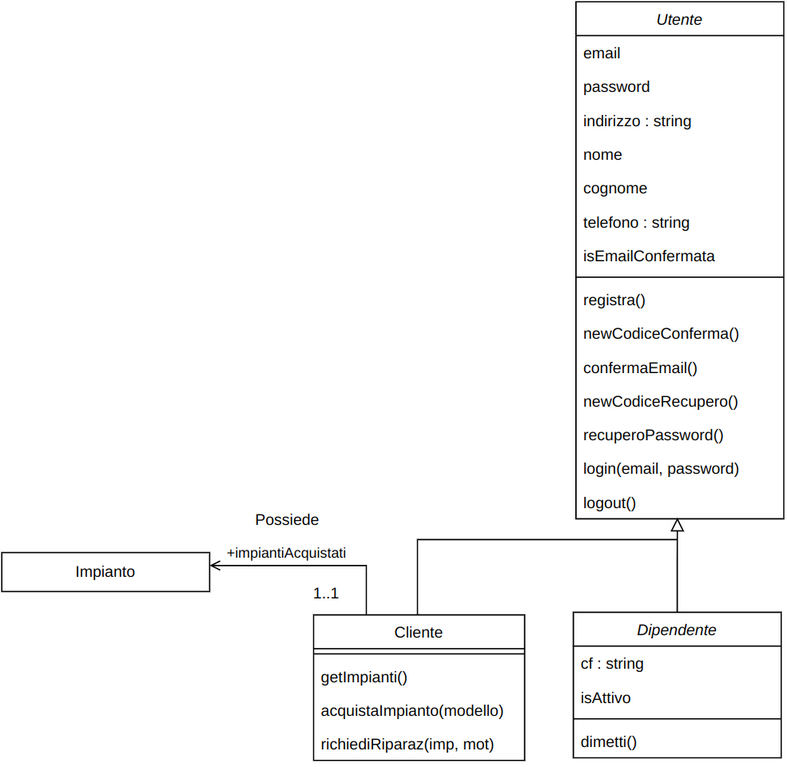 Utente
email
password
indirizzo : string
nome
cognome
telefono : string
isEmailConfermata
registra()
newCodiceConferma()
confermaEmail()
newCodiceRecupero()
recuperoPassword()
login(email, password)
logout()
Possiede
+impiantiAcquistati
Impianto
1..1
Cliente
getImpianti()
acquistaImpianto(modello)
richiediRiparaz(imp, mot)
Dipendente
cf : string
isAttivo
dimetti()